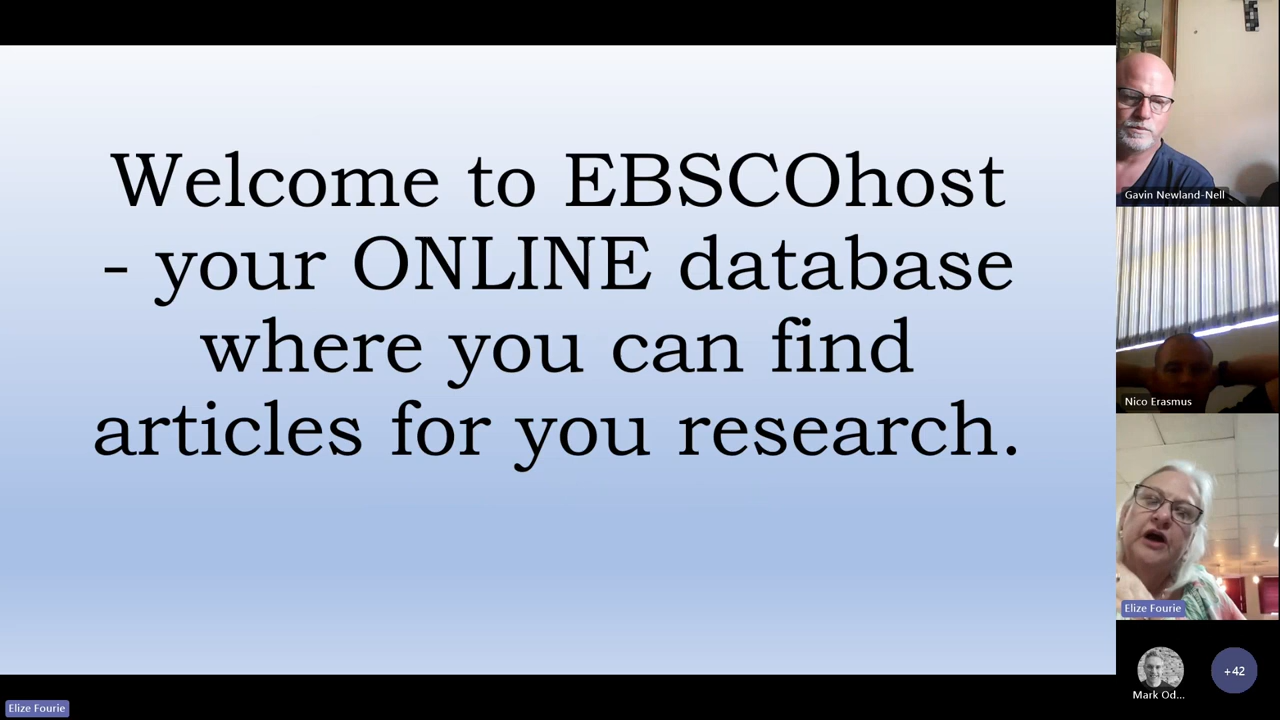 Welcome to EBSCOhost
- your ONLINE database
where you can find
articles for you research.
Gavin Newland-Nell
Nico Erasmus
Elize Fourie
Mark Od...
+42
Elize Fourie